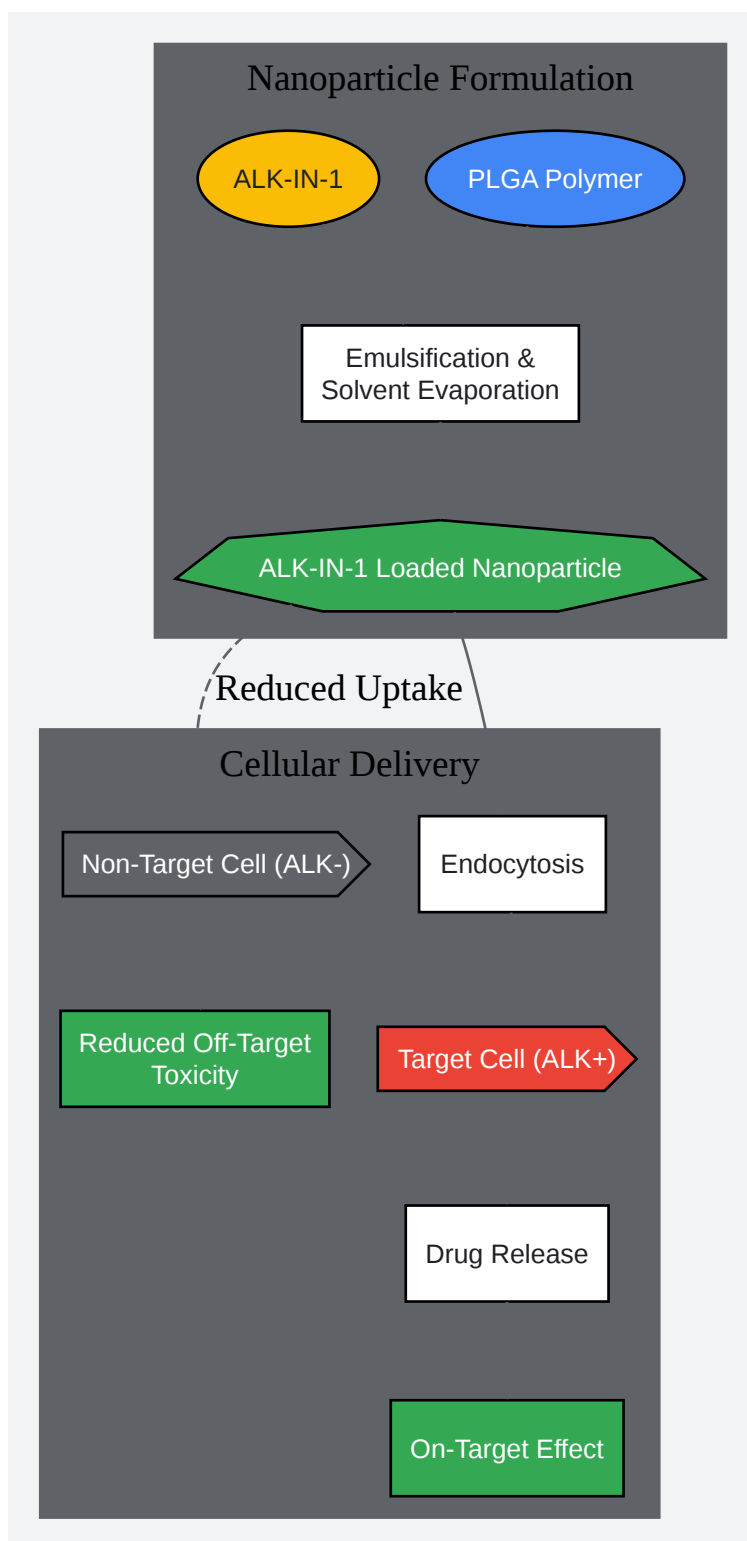 Nanoparticle Formulation
ALK-IN-1
PLGA Polymer
Emulsification &
Solvent Evaporation
ALK-IN-1 Loaded Nanoparticle
Reduced Uptake
Cellular Delivery
Non-Target Cell (ALK-)
Endocytosis
Reduced Off-Target
Toxicity
Target Cell (ALK+)
Drug Release
On-Target Effect